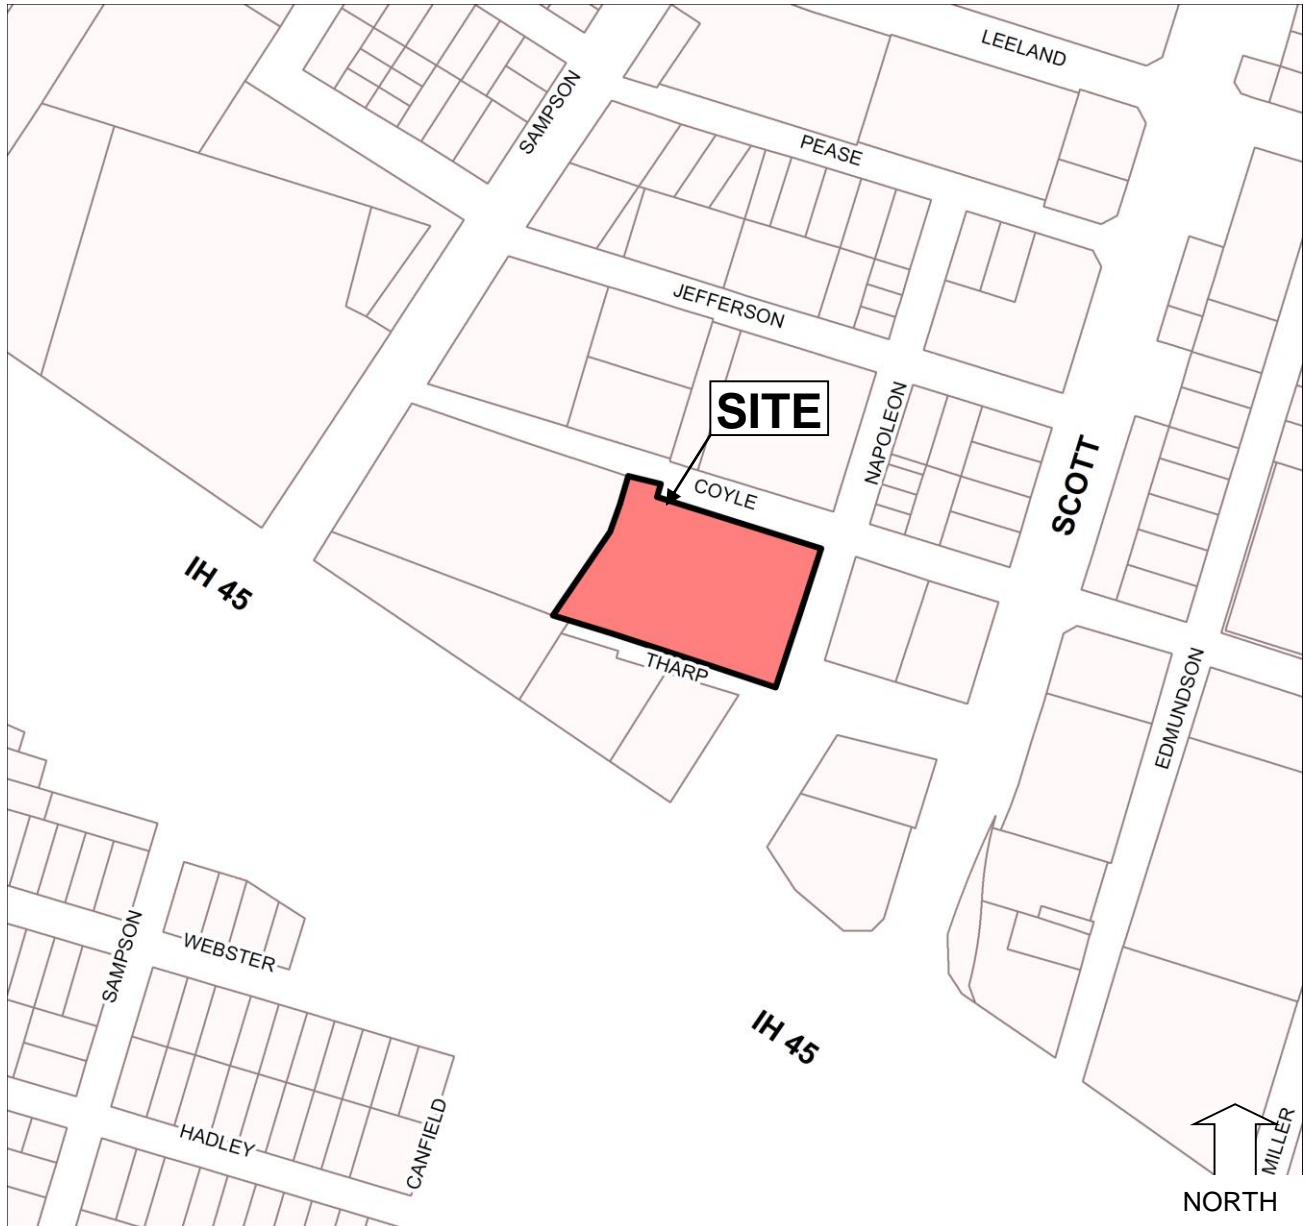 LEELAND
SAMPSON
PEASE
JEFFERSON
SITE
NAPOLEON
COYLE
SCOTT
IH 45
THARP
EDMUNDSON
SAMPSON
WEBSTER
IH 45
HADLEY
CANFIELD
MILLER
NORTH